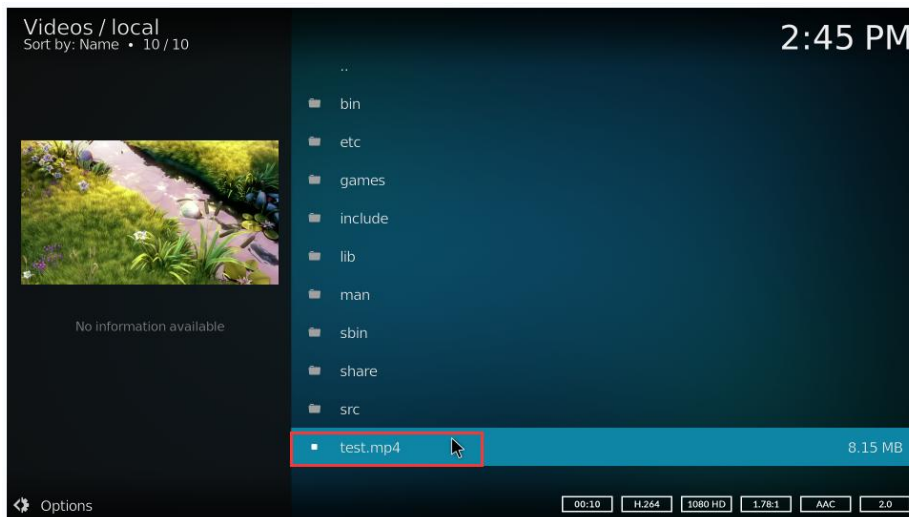 Videos / local
Sort by: Name • 10 / 10
2:45 PM
..
bin
etc
games
include
lib
man
sbin
share
src
test.mp4 8.15 MB
No information available
Options
00:10 H.264 1080 HD 1.78:1 AAC 2.0